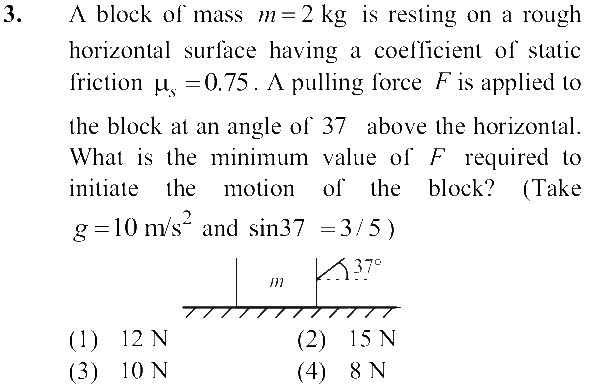 3. A block of mass m = 2 kg is resting on a rough
horizontal surface having a coefficient of static
friction μₛ = 0.75. A pulling force F is applied to
the block at an angle of 37 above the horizontal.
What is the minimum value of F required to
initiate the motion of the block? (Take
g = 10 m/s² and sin37 = 3/5)
m 37°
(1) 12 N (2) 15 N
(3) 10 N (4) 8 N